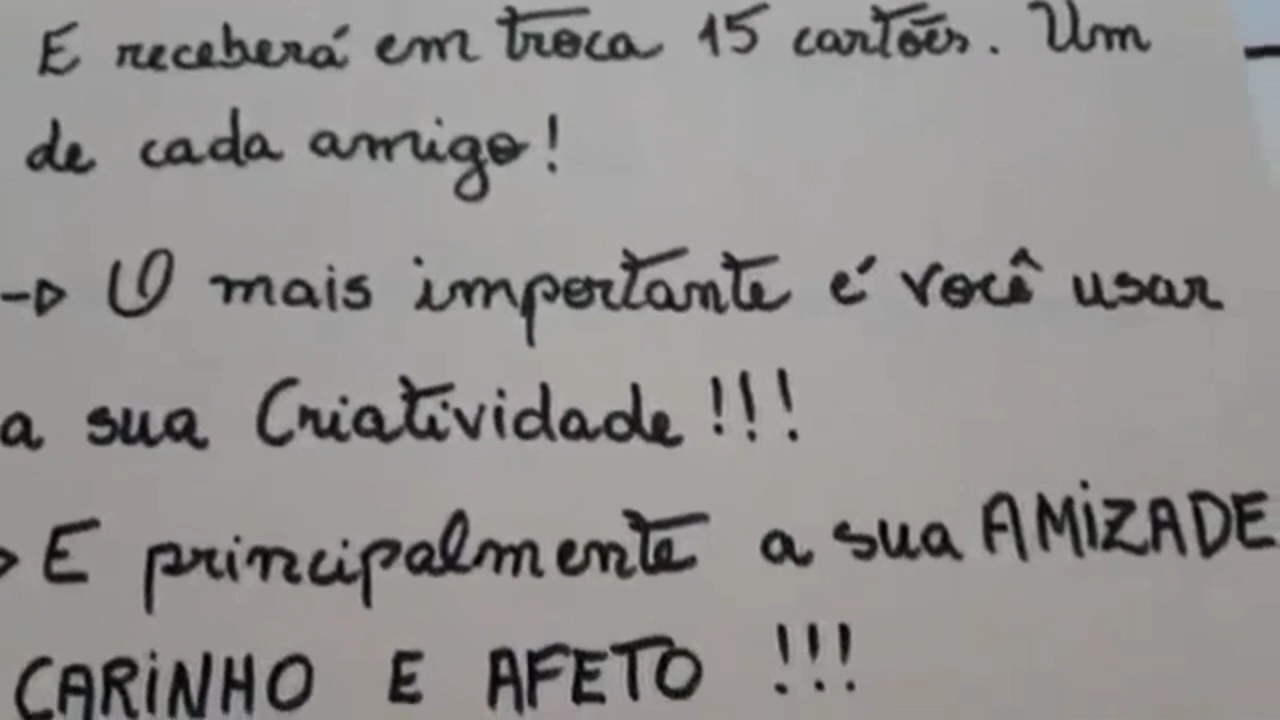 E receberá em troca 15 cartões. Um
de cada amigo!
→ O mais importante é você usar
a sua Criatividade!!!
→ E principalmente a sua AMiZADE
CARiNHO E AFETO !!!